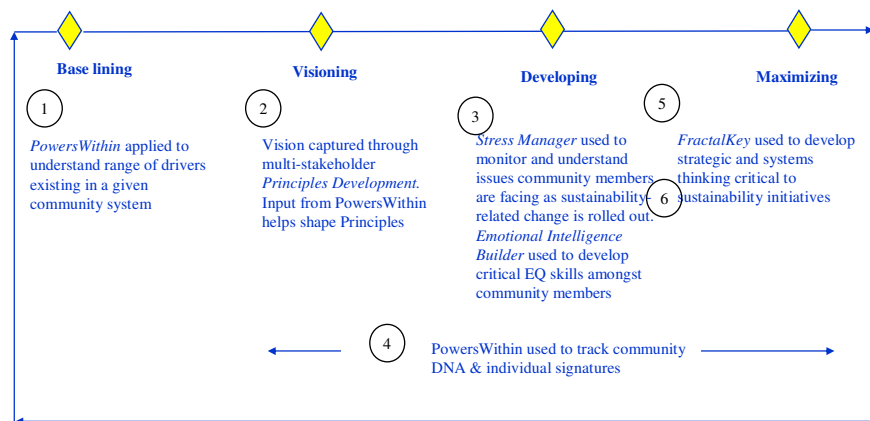 Base lining
Visioning
Developing
Maximizing
1
PowersWithin applied to
understand range of drivers
existing in a given
community system
2
Vision captured through
multi-stakeholder
Principles Development.
Input from PowersWithin
helps shape Principles
3
Stress Manager used to
monitor and understand
issues community members
are facing as sustainability-
related change is rolled out.
Emotional Intelligence
Builder used to develop
critical EQ skills amongst
community members
5
FractalKey used to develop
strategic and systems
thinking critical to
sustainability initiatives
6
4
PowersWithin used to track community
DNA & individual signatures